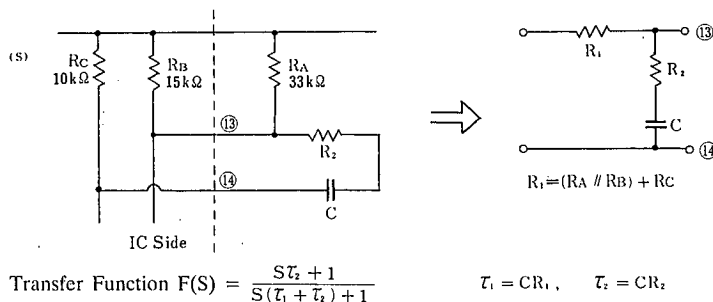 (S)
RC
10kΩ
RB
15kΩ
RA
33kΩ
⑬
R2
⑭
C
IC Side
R1
⑬
R2
C
⑭
R1=(RA // RB) + RC
Transfer Function F(S) = Sτ2 + 1 / S(τ1 + τ2) + 1
τ1 = CR1 , τ2 = CR2